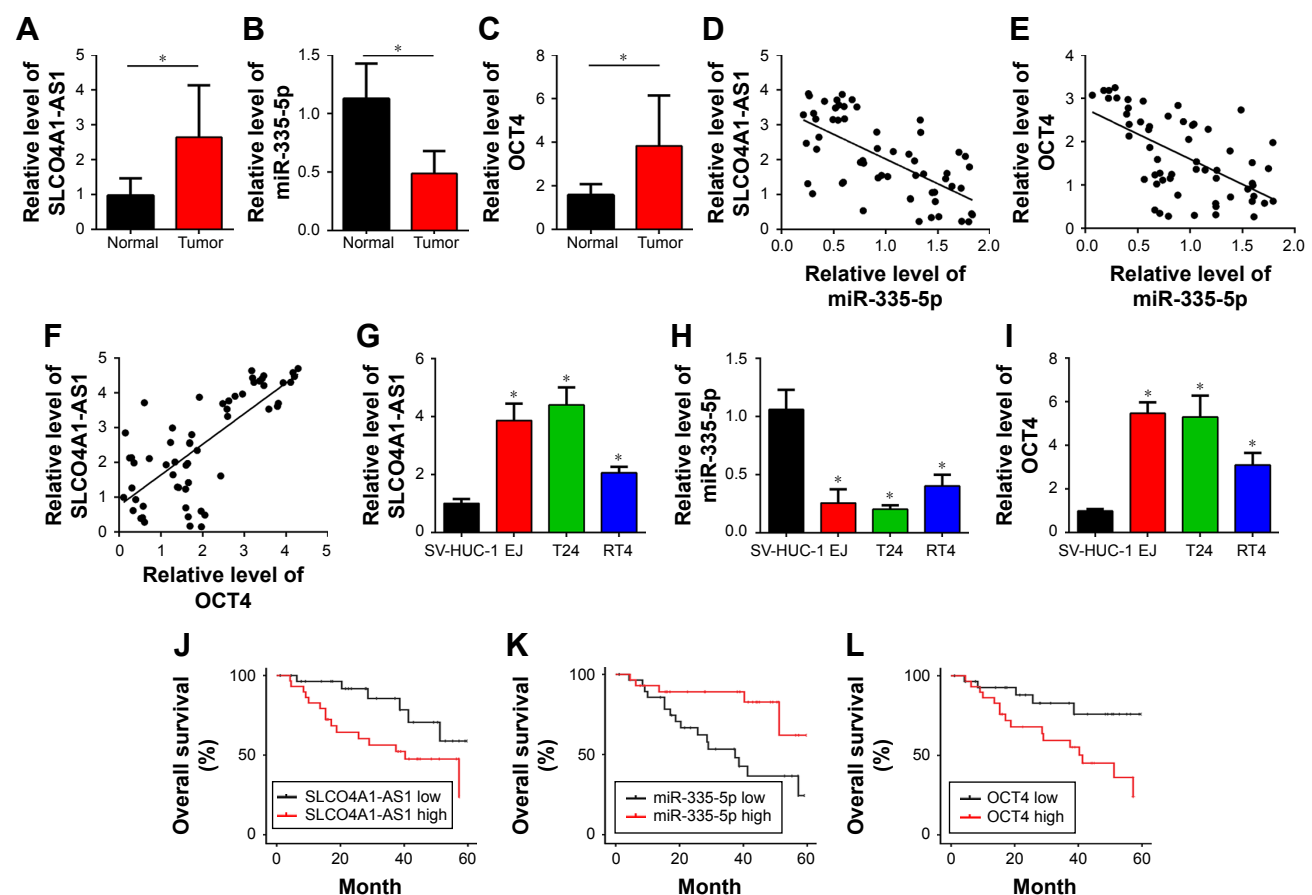 A
Relative level of
SLCO4A1-AS1
5
4
3
2
1
0
*
Normal
Tumor
B
Relative level of
miR-335-5p
1.5
1.0
0.5
0.0
*
Normal
Tumor
C
Relative level of
OCT4
8
6
4
2
0
*
Normal
Tumor
D
Relative level of
SLCO4A1-AS1
5
4
3
2
1
0
0.0 0.5 1.0 1.5 2.0
Relative level of
miR-335-5p
E
Relative level of
OCT4
4
3
2
1
0
0.0 0.5 1.0 1.5 2.0
Relative level of
miR-335-5p
F
Relative level of
SLCO4A1-AS1
5
4
3
2
1
0
0 1 2 3 4 5
Relative level of
OCT4
G
Relative level of
SLCO4A1-AS1
6
4
2
0
* * *
SV-HUC-1 EJ T24 RT4
H
Relative level of
miR-335-5p
1.5
1.0
0.5
0.0
* * *
SV-HUC-1 EJ T24 RT4
I
Relative level of
OCT4
8
6
4
2
0
* * *
SV-HUC-1 EJ T24 RT4
J
Overall survival
(%)
100
50
0
SLCO4A1-AS1 low
SLCO4A1-AS1 high
0 20 40 60
Month
K
Overall survival
(%)
100
50
0
miR-335-5p low
miR-335-5p high
0 20 40 60
Month
L
Overall survival
(%)
100
50
0
OCT4 low
OCT4 high
0 20 40 60
Month